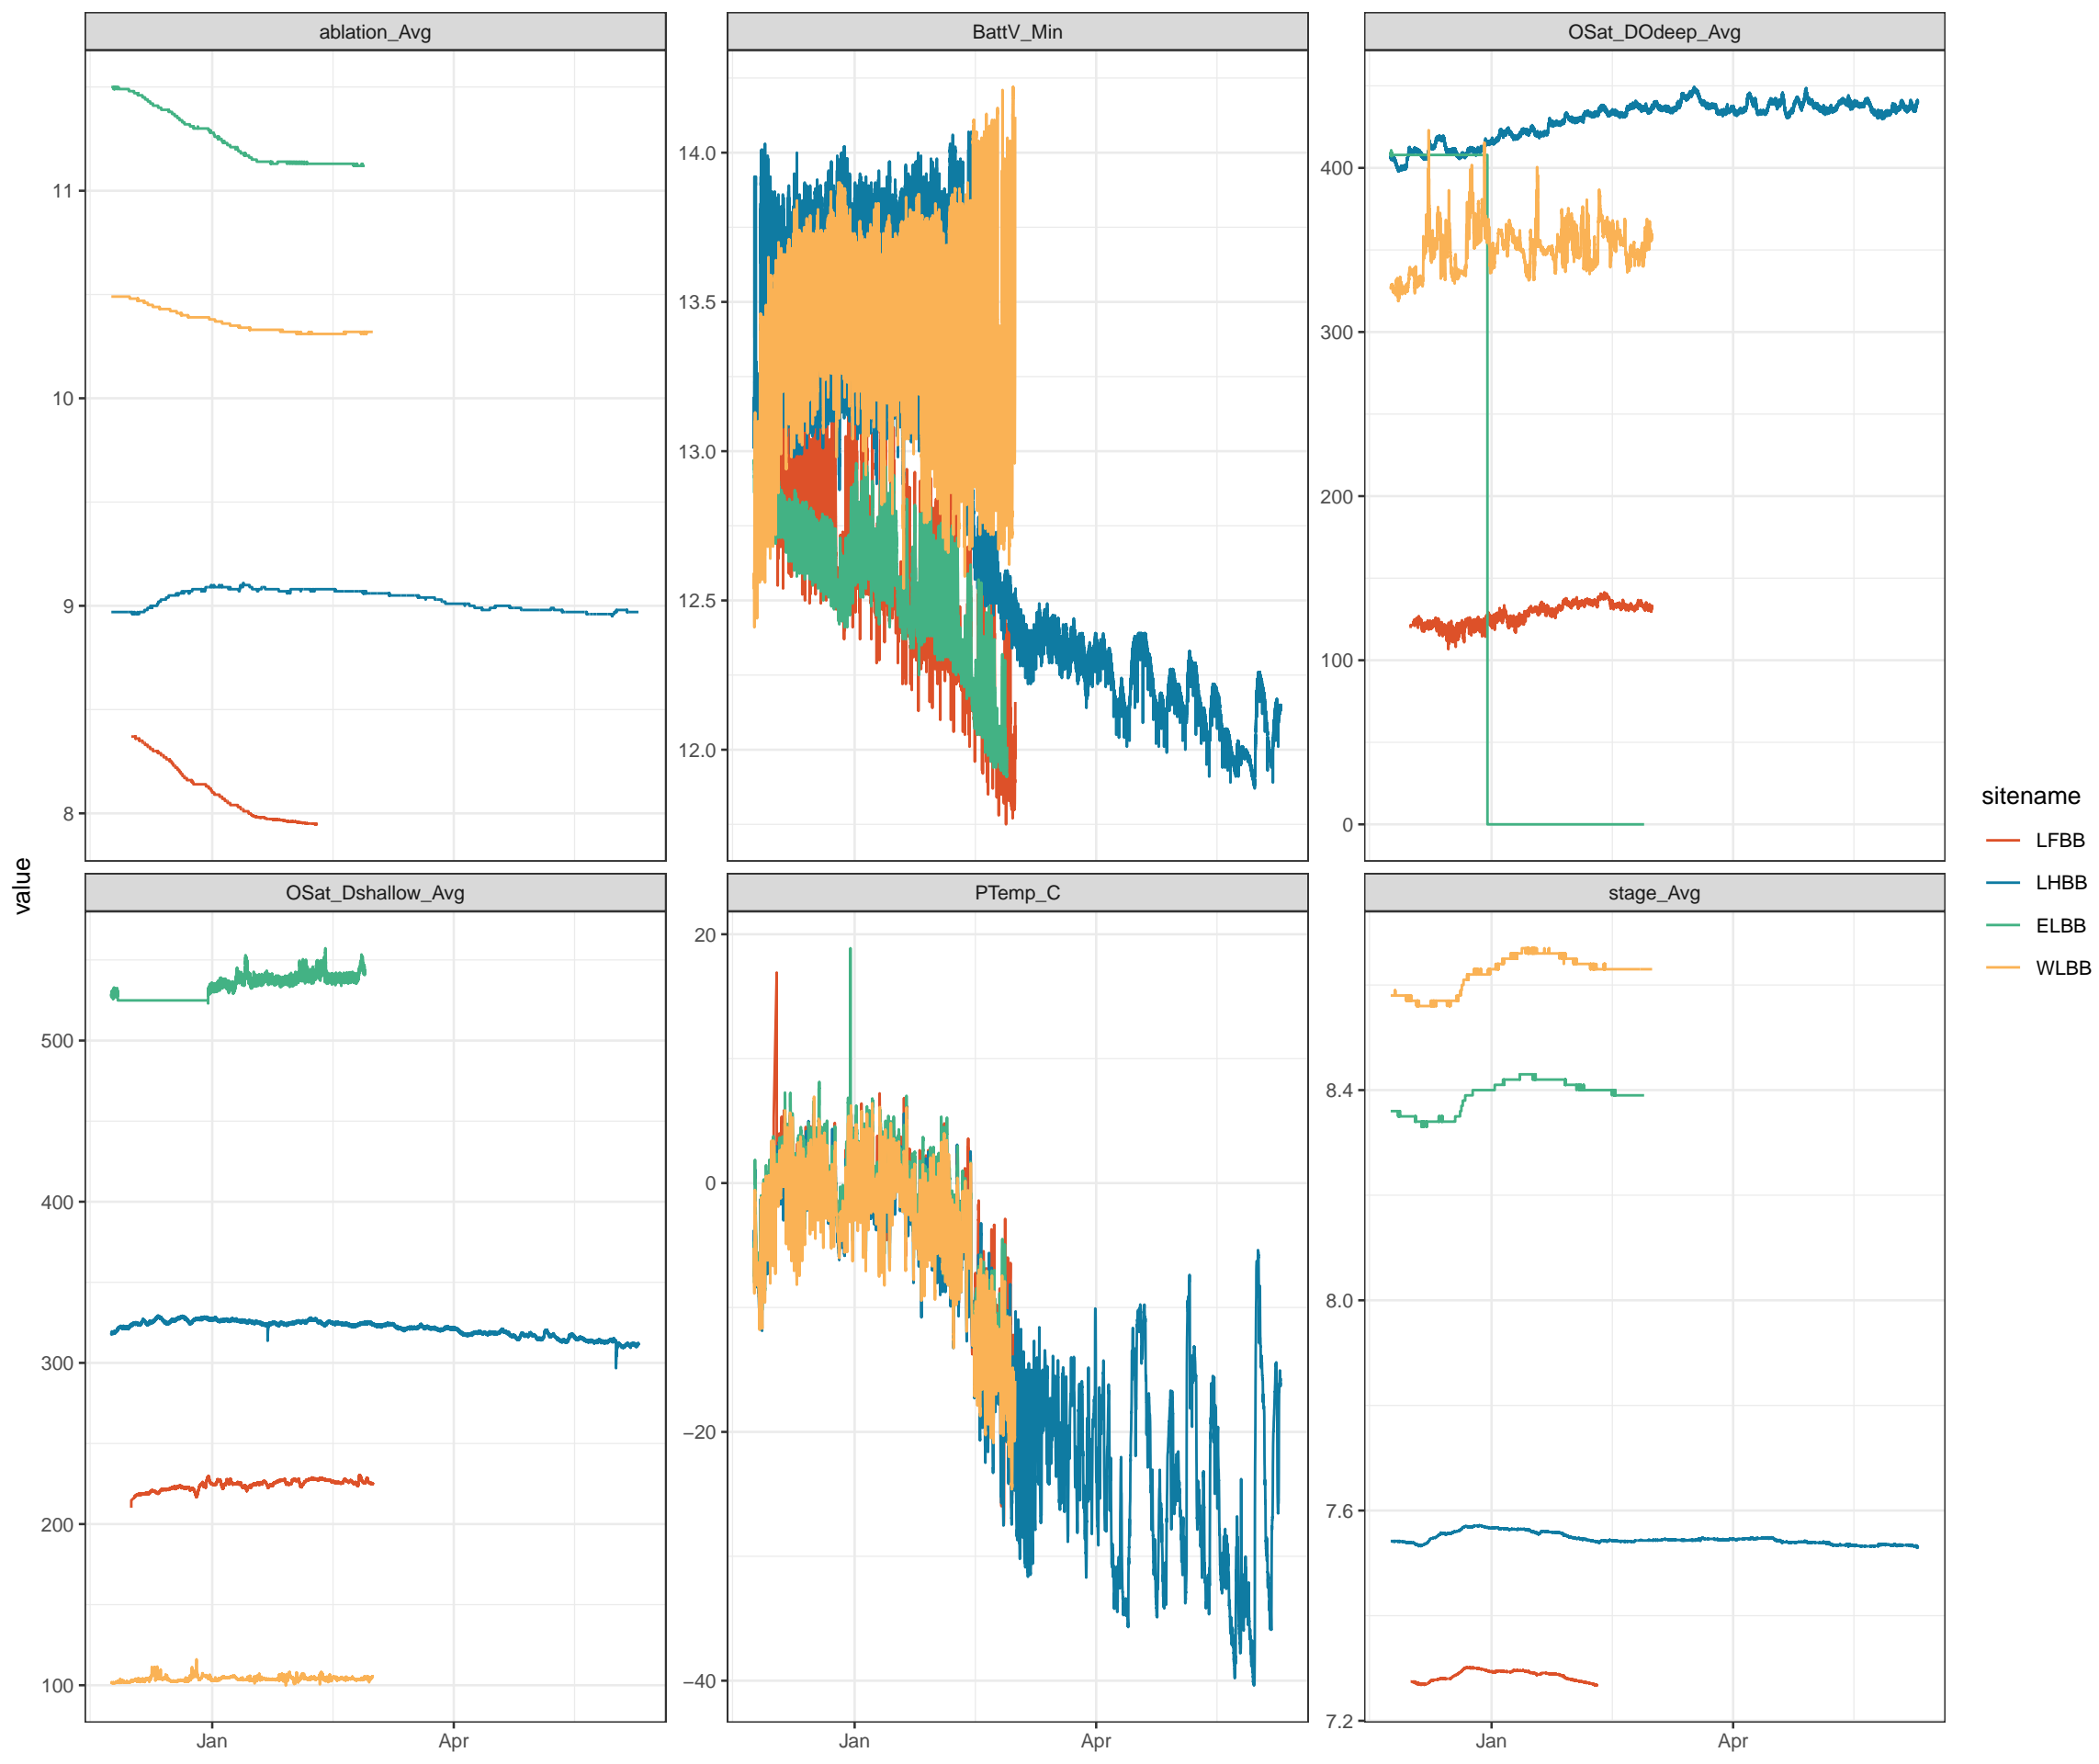 ablation_Avg
BattV_Min
OSat_DOdeep_Avg
11
10
9
8
14.0
13.5
13.0
12.5
12.0
400
300
200
100
0
value
OSat_Dshallow_Avg
PTemp_C
stage_Avg
500
400
300
200
100
20
0
−20
−40
8.4
8.0
7.6
7.2
Jan
Apr
Jan
Apr
Jan
Apr
sitename
LFBB
LHBB
ELBB
WLBB